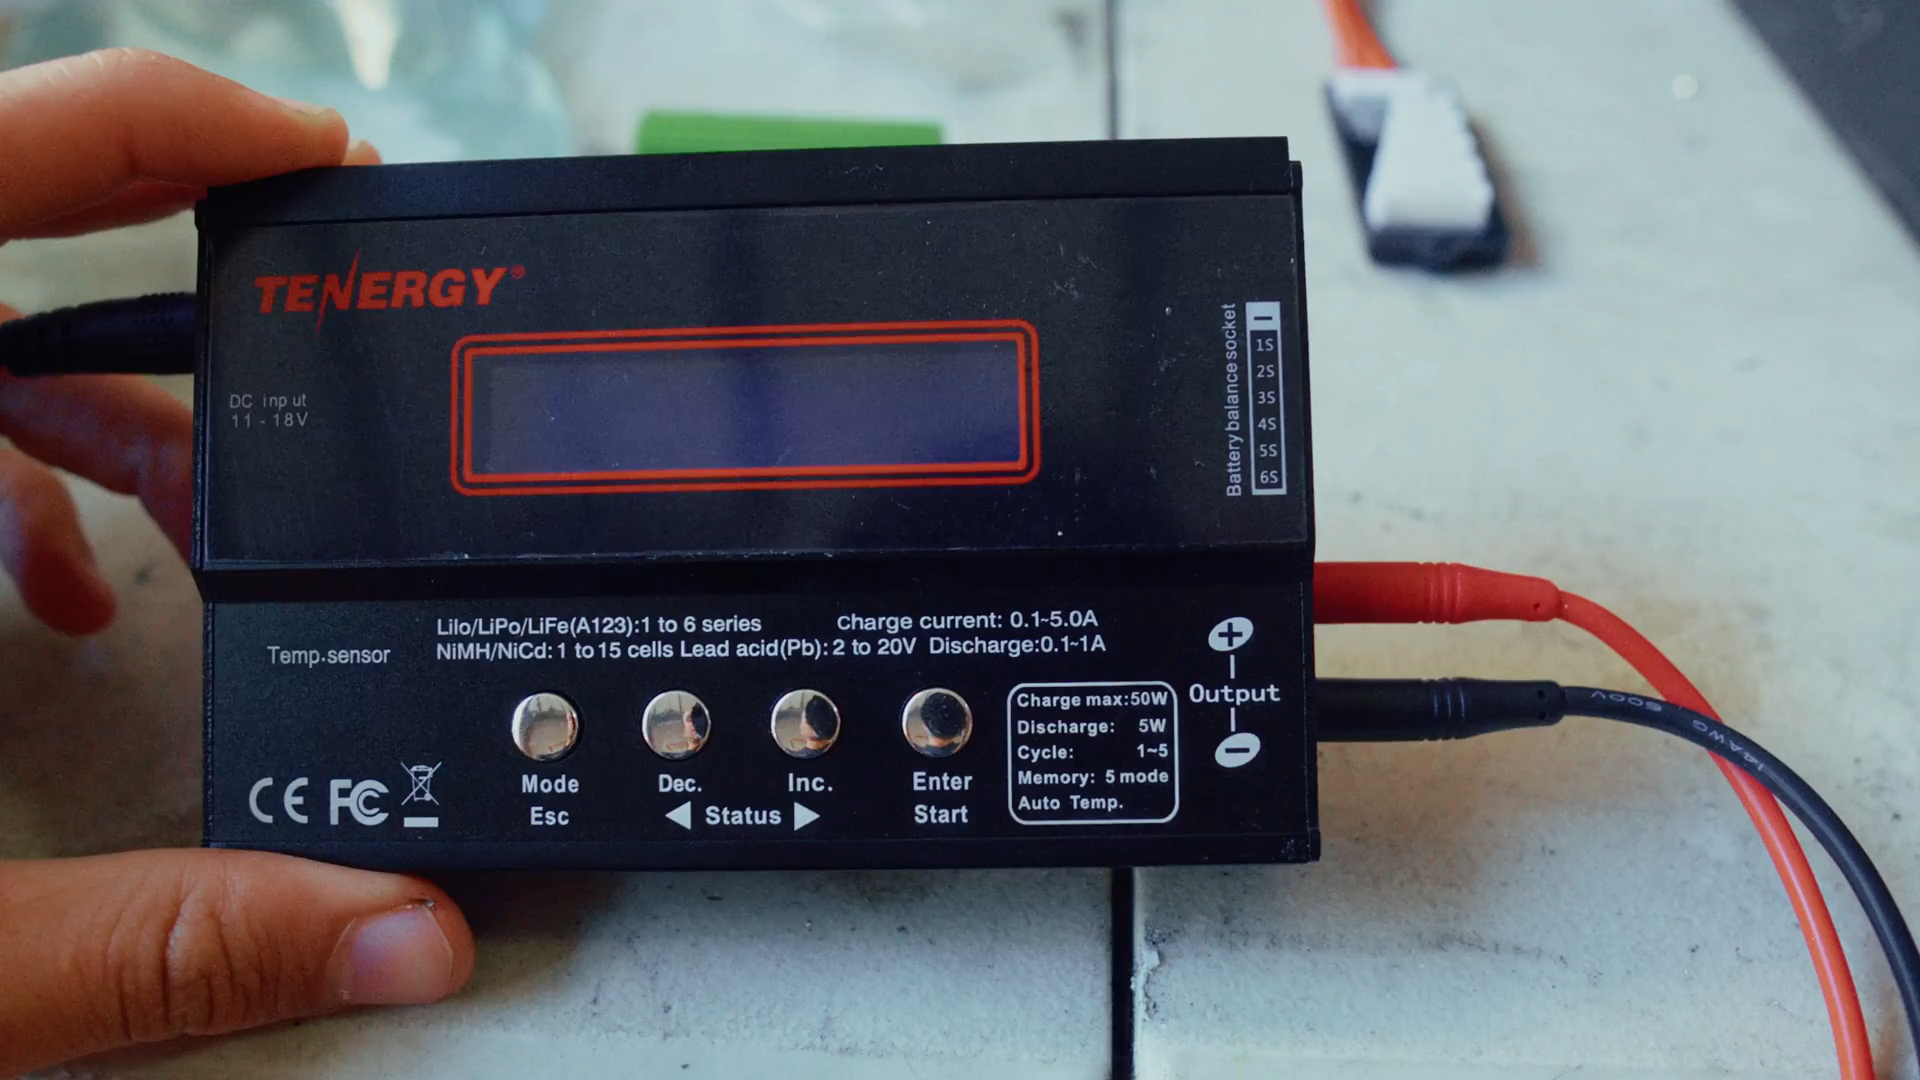 TENERGY®
DC input
11-18V
Battery balance socket
1S
2S
3S
4S
5S
6S
LiIo/LiPo/LiFe(A123):1 to 6 series Charge current: 0.1~5.0A
NiMH/NiCd: 1 to 15 cells Lead acid(Pb): 2 to 20V Discharge:0.1~1A
Temp.sensor
+
Output
−
Charge max:50W
Discharge: 5W
Cycle: 1~5
Memory: 5 mode
Auto Temp.
Mode
Esc
Dec.
Inc.
◀ Status ▶
Enter
Start
CE FC
600V
14AWG